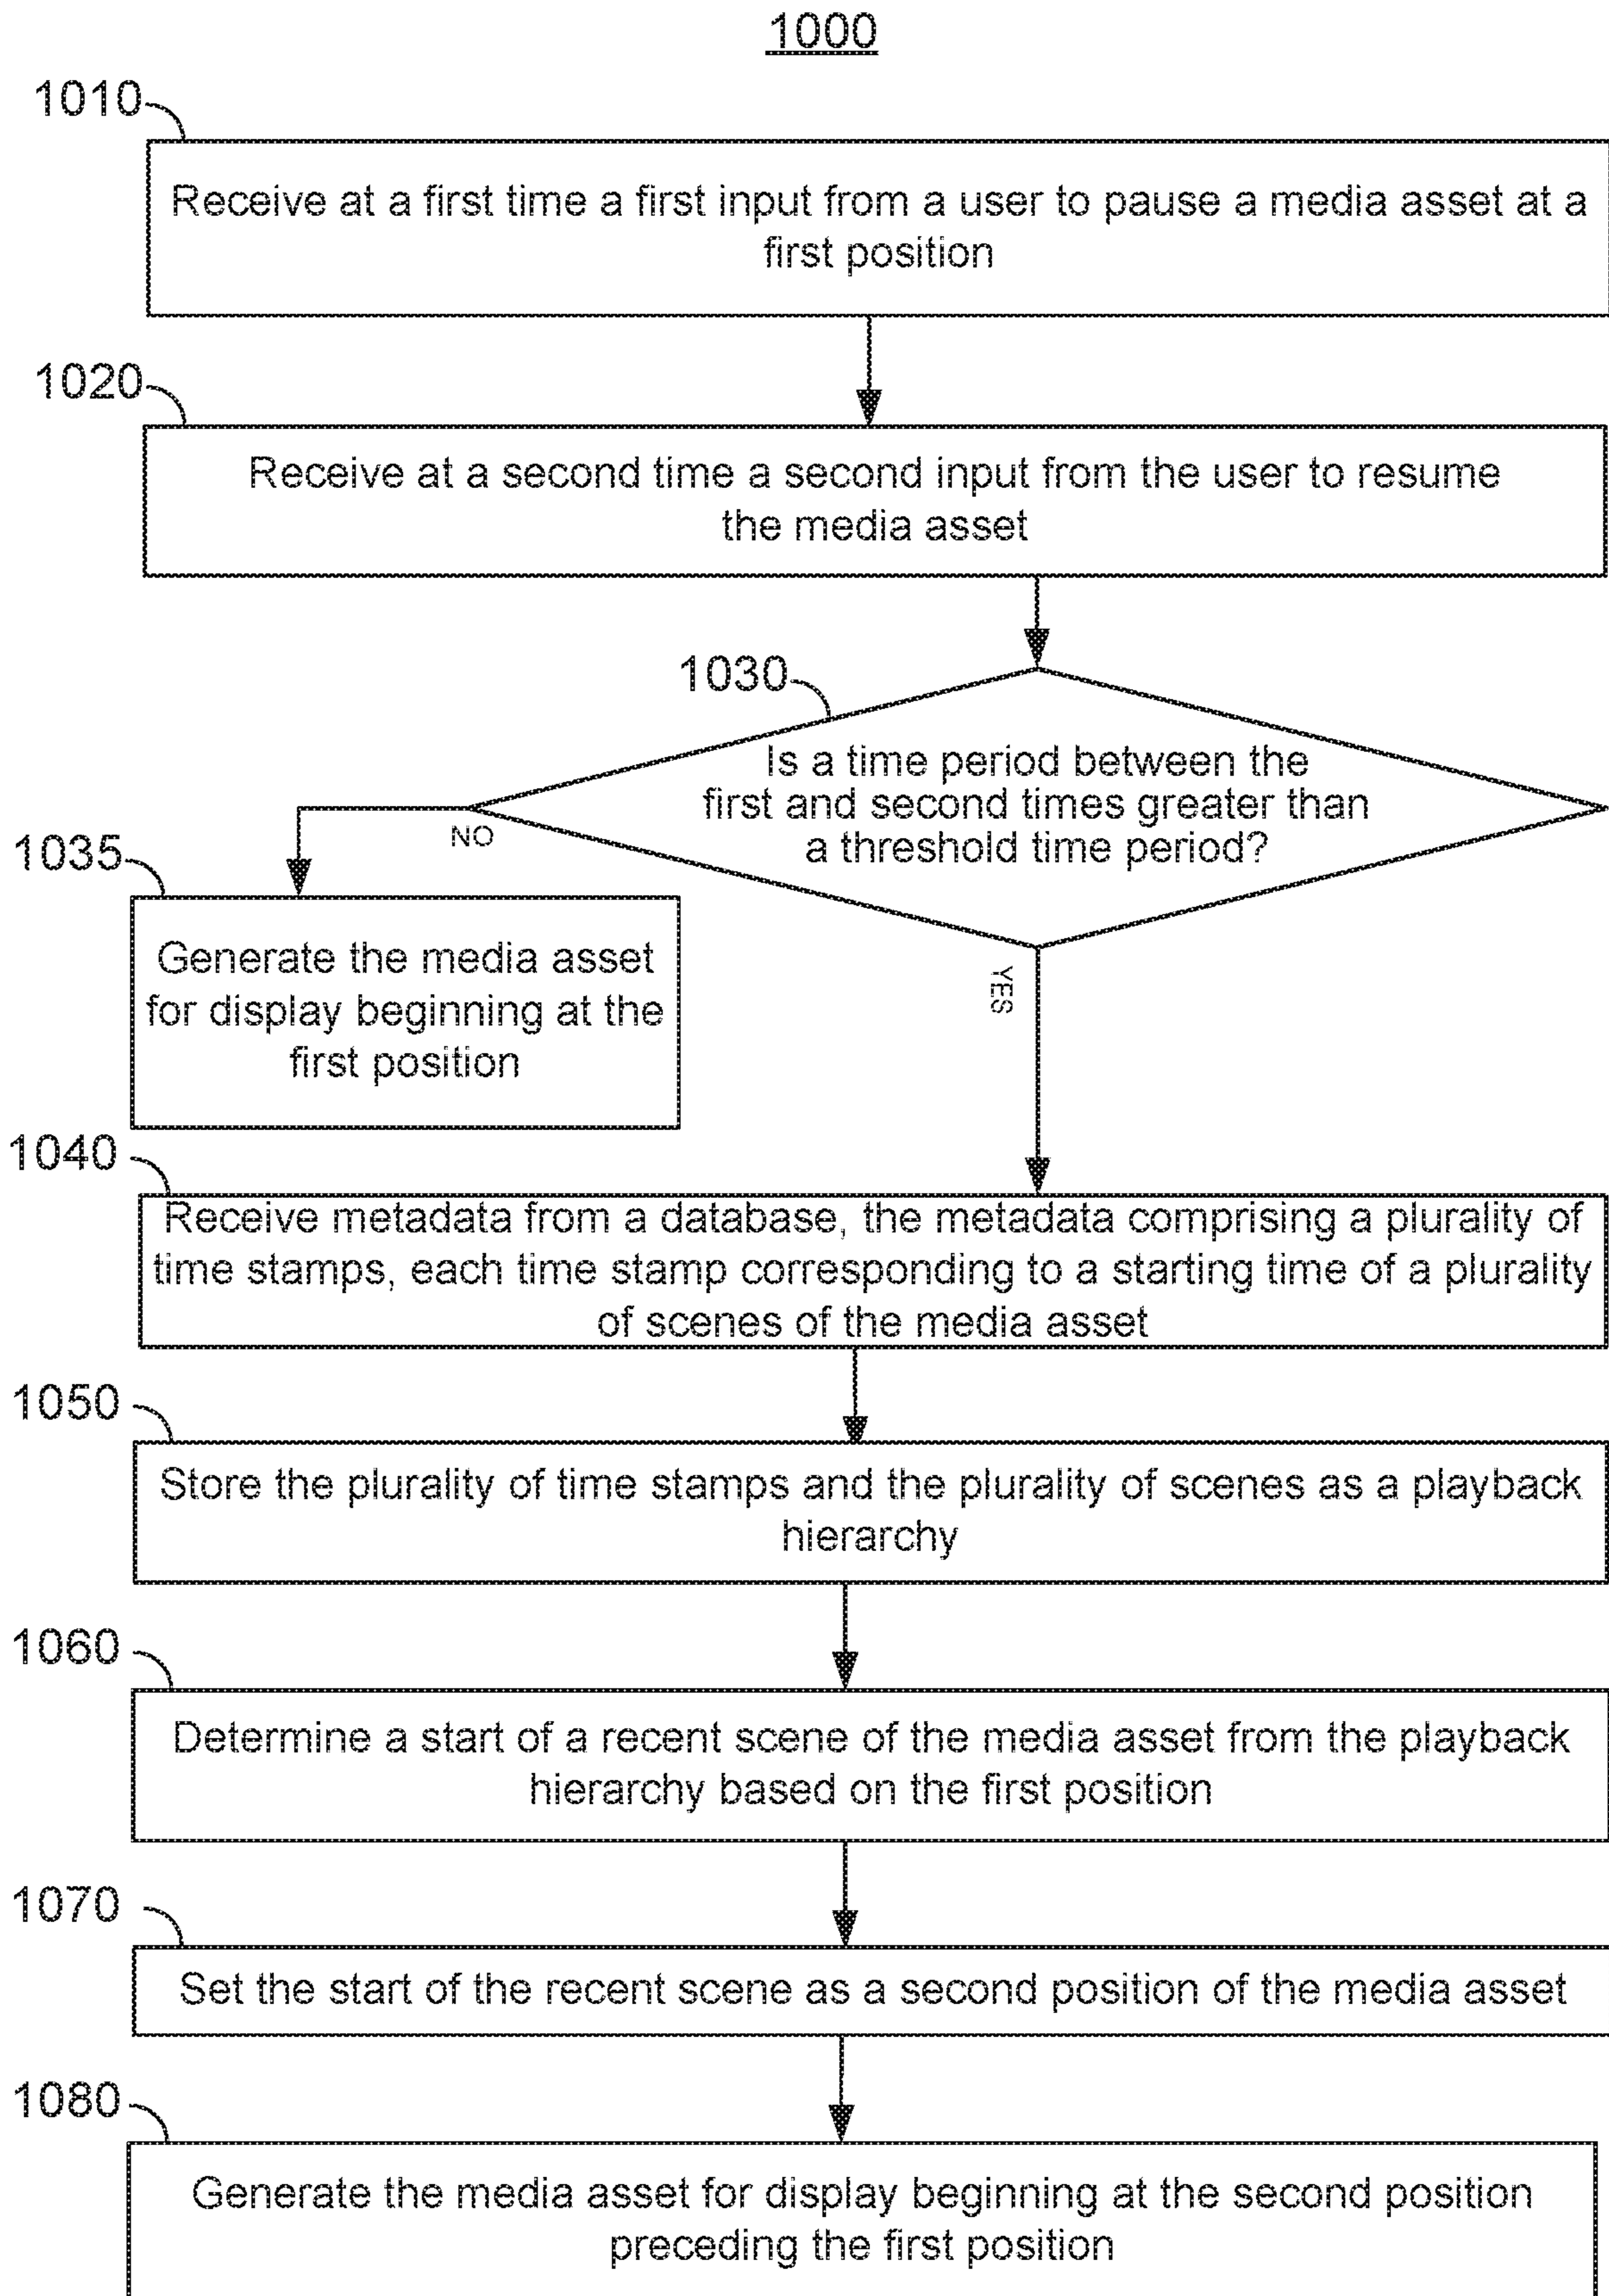 1000
1010
Receive at a first time a first input from a user to pause a media asset at a
first position
1020
Receive at a second time a second input from the user to resume
the media asset
1030
Is a time period between the
first and second times greater than
a threshold time period?
NO
1035
Generate the media asset
for display beginning at the
first position
YES
1040
Receive metadata from a database, the metadata comprising a plurality of
time stamps, each time stamp corresponding to a starting time of a plurality
of scenes of the media asset
1050
Store the plurality of time stamps and the plurality of scenes as a playback
hierarchy
1060
Determine a start of a recent scene of the media asset from the playback
hierarchy based on the first position
1070
Set the start of the recent scene as a second position of the media asset
1080
Generate the media asset for display beginning at the second position
preceding the first position